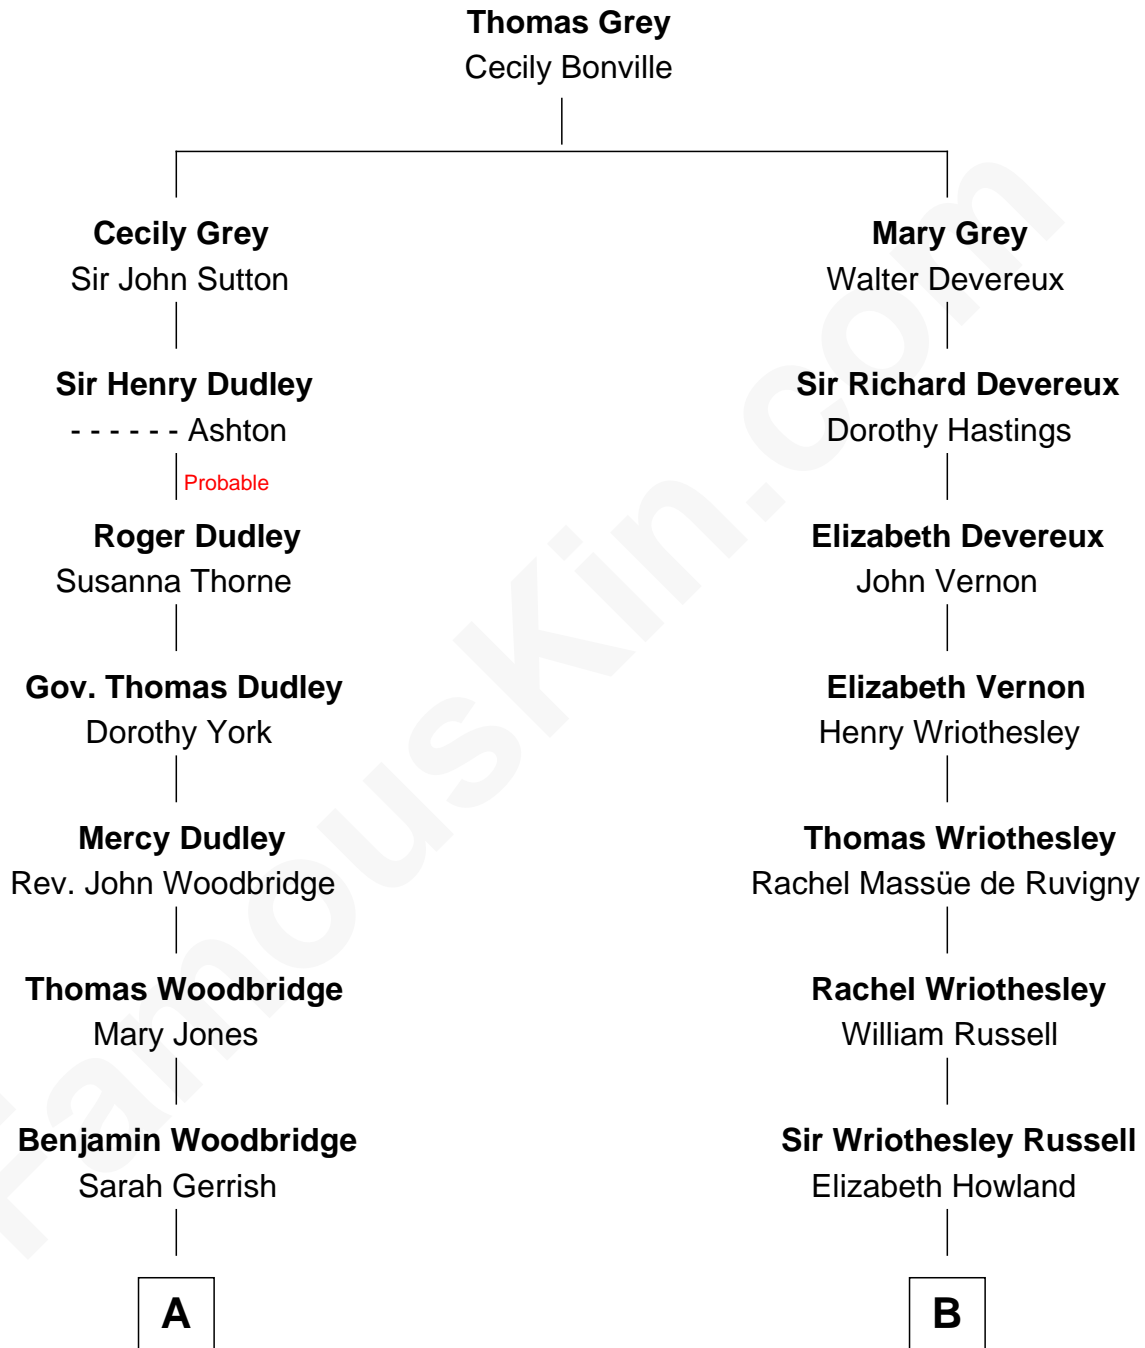 Thomas Grey
Cecily Bonville
Cecily Grey
Sir John Sutton
Sir Henry Dudley
- - - - - - Ashton
Probable
Roger Dudley
Susanna Thorne
Gov. Thomas Dudley
Dorothy York
Mercy Dudley
Rev. John Woodbridge
Thomas Woodbridge
Mary Jones
Benjamin Woodbridge
Sarah Gerrish
A
Mary Grey
Walter Devereux
Sir Richard Devereux
Dorothy Hastings
Elizabeth Devereux
John Vernon
Elizabeth Vernon
Henry Wriothesley
Thomas Wriothesley
Rachel Massüe de Ruvigny
Rachel Wriothesley
William Russell
Sir Wriothesley Russell
Elizabeth Howland
B
FamousKin.com